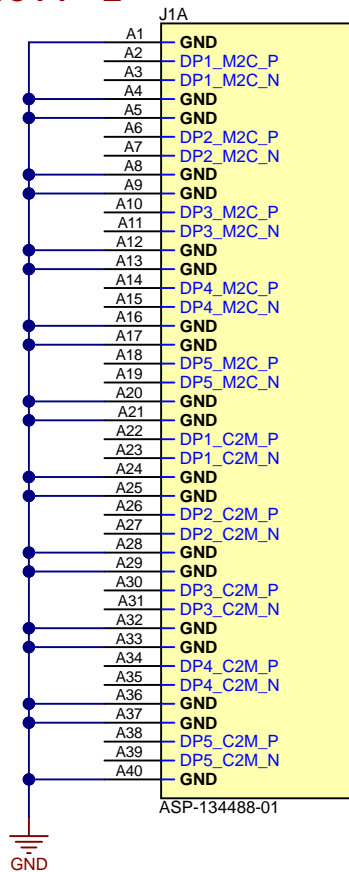 J1A
A1 GND
A2 DP1_M2C_P
A3 DP1_M2C_N
A4 GND
A5 GND
A6 DP2_M2C_P
A7 DP2_M2C_N
A8 GND
A9 GND
A10 DP3_M2C_P
A11 DP3_M2C_N
A12 GND
A13 GND
A14 DP4_M2C_P
A15 DP4_M2C_N
A16 GND
A17 GND
A18 DP5_M2C_P
A19 DP5_M2C_N
A20 GND
A21 GND
A22 DP1_C2M_P
A23 DP1_C2M_N
A24 GND
A25 GND
A26 DP2_C2M_P
A27 DP2_C2M_N
A28 GND
A29 GND
A30 DP3_C2M_P
A31 DP3_C2M_N
A32 GND
A33 GND
A34 DP4_C2M_P
A35 DP4_C2M_N
A36 GND
A37 GND
A38 DP5_C2M_P
A39 DP5_C2M_N
A40 GND
ASP-134488-01
GND